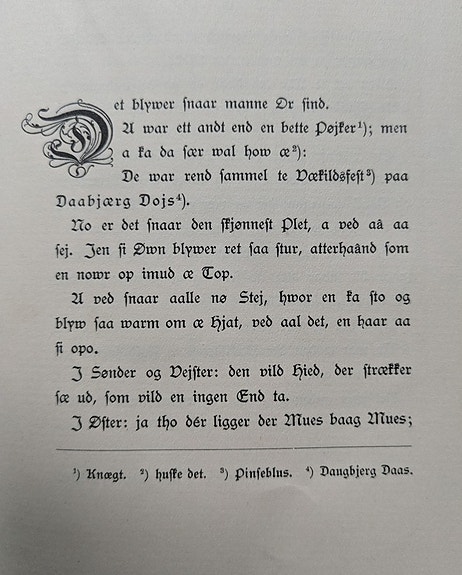 Det blywer snaar manne Or sind.
A war ett andt end en bette Pøjker¹); men
a ka da sær wal how æ²):
De war rend sammel te Vækildsfest³) paa
Daabjærg Dojs⁴).
No er det snaar den skjønnest Plet, a ved aâ aa
sej. Jen si Øwn blywer ret saa stur, atterhaând som
en nowr op imud æ Top.
A ved snaar aalle nø Stej, hwor en ka sto og
blyw saa warm om æ Hjat, ved aal det, en haar aa
si opo.
I Sønder og Vejster: den vild Hied, der strækker
sæ ud, som vild en ingen End ta.
I Øster: ja tho dér ligger der Mues baag Mues;
¹) Knægt. ²) huske det. ³) Pinseblus. ⁴) Daugbjerg Daas.